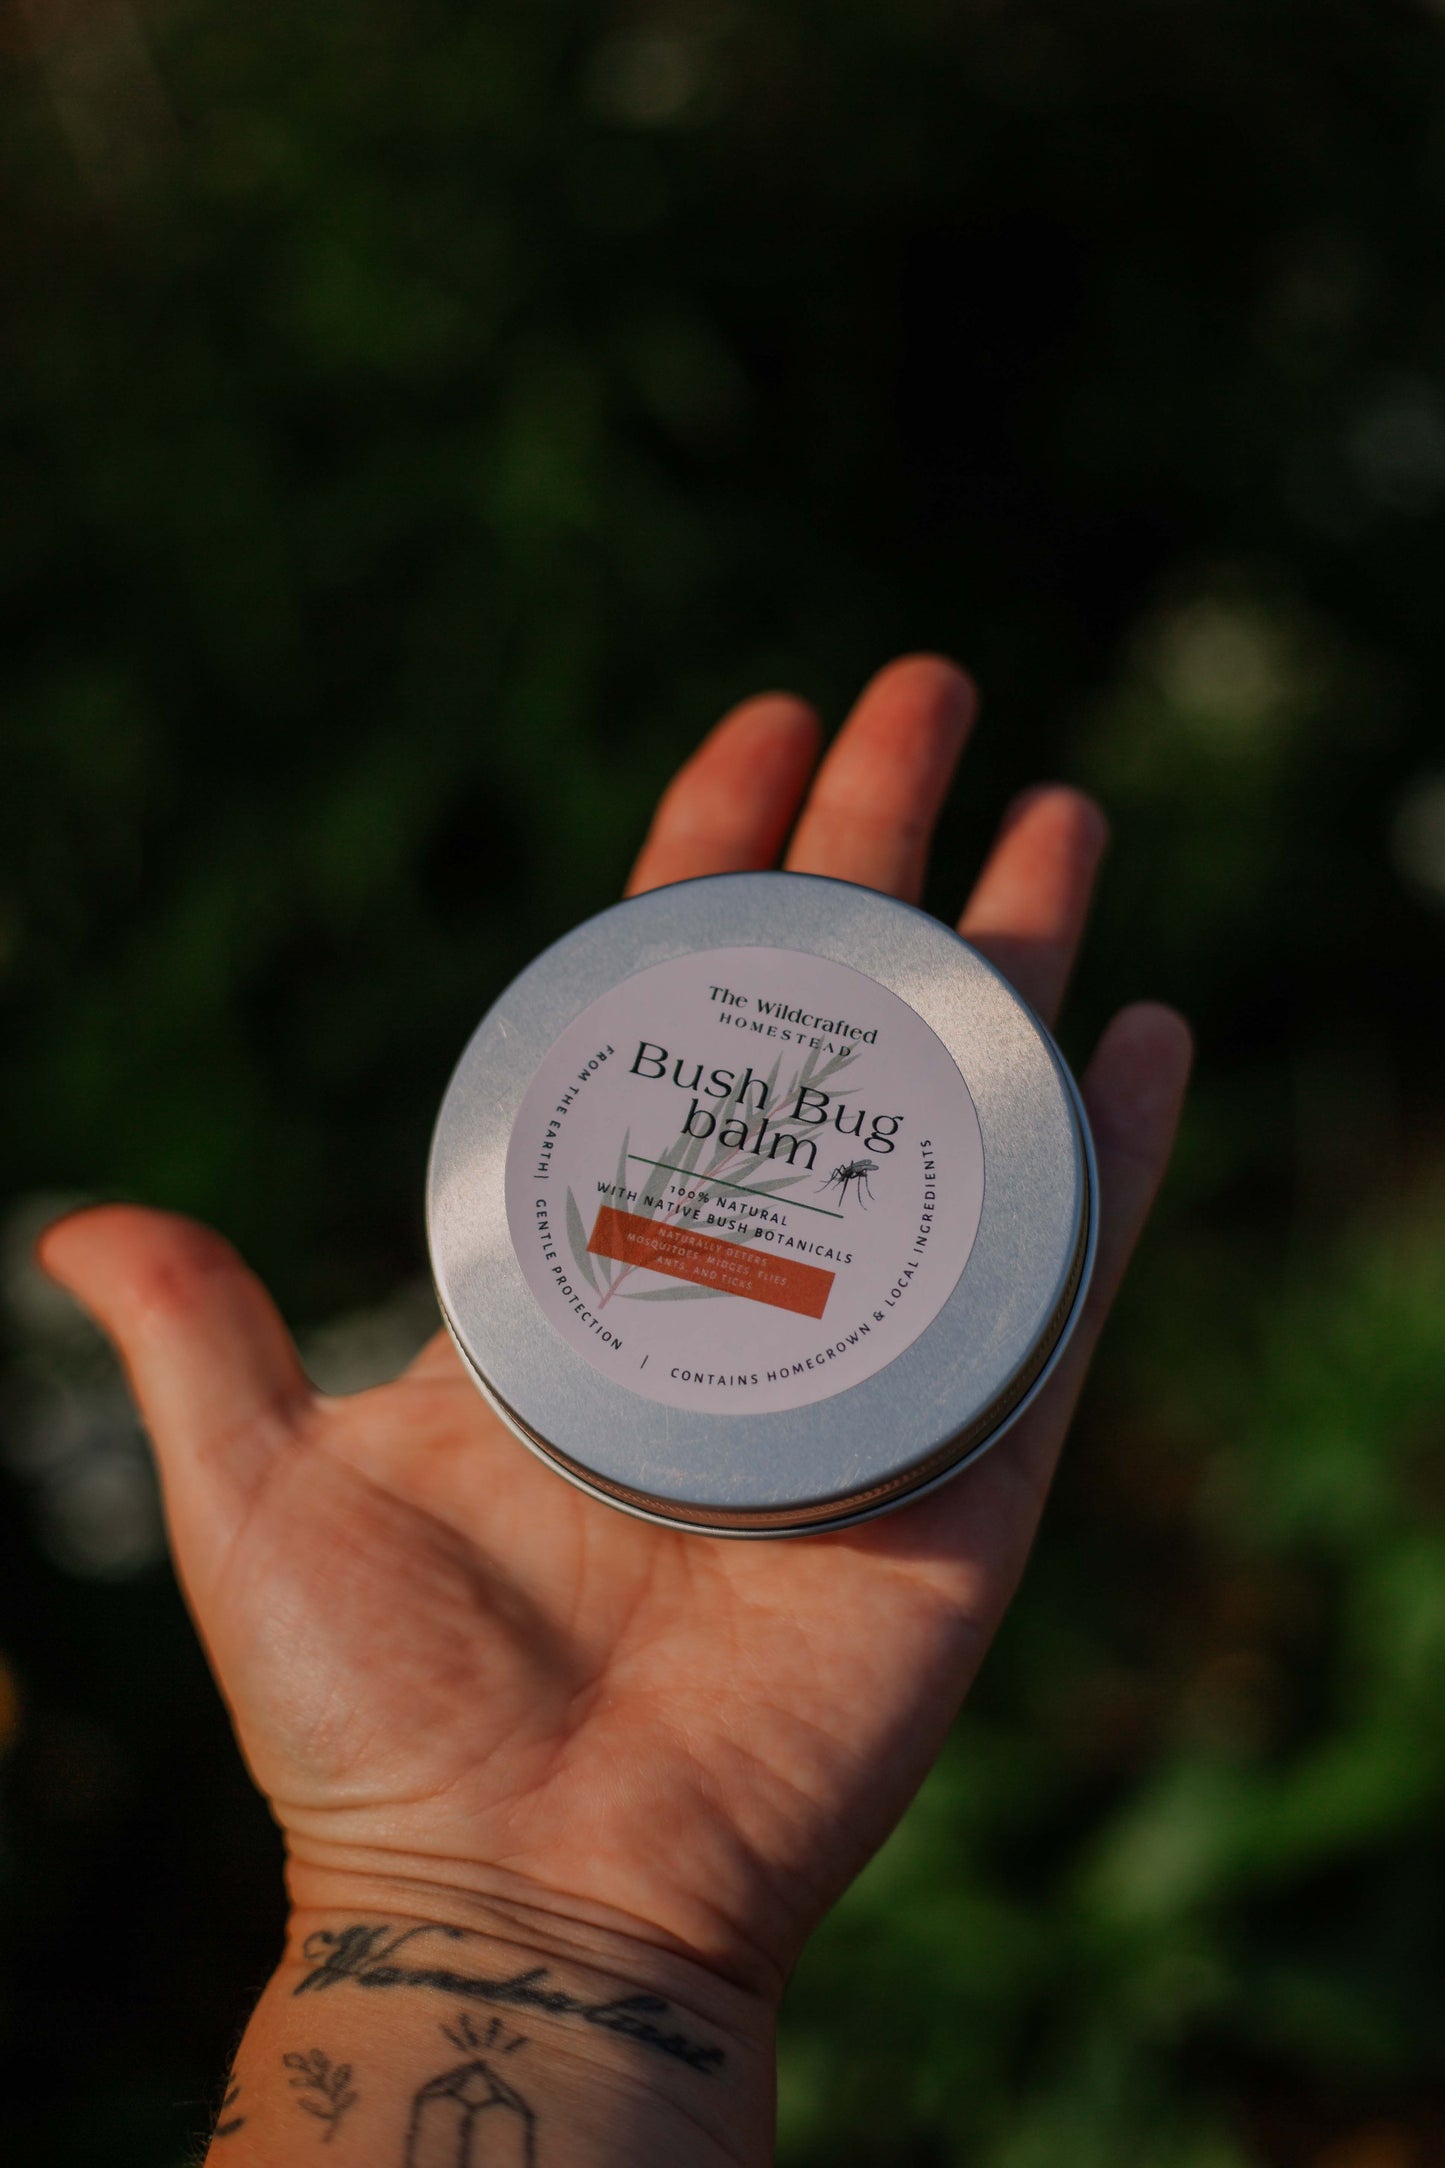 The Wildcrafted
HOMESTEAD
Bush Bug
balm
100% NATURAL
WITH NATIVE BUSH BOTANICALS
NATURALLY DETERS
MOSQUITOES, MIDGES, FLIES
ANTS, AND TICKS
FROM THE EARTH | GENTLE PROTECTION | CONTAINS HOMEGROWN & LOCAL INGREDIENTS
Wanderlust